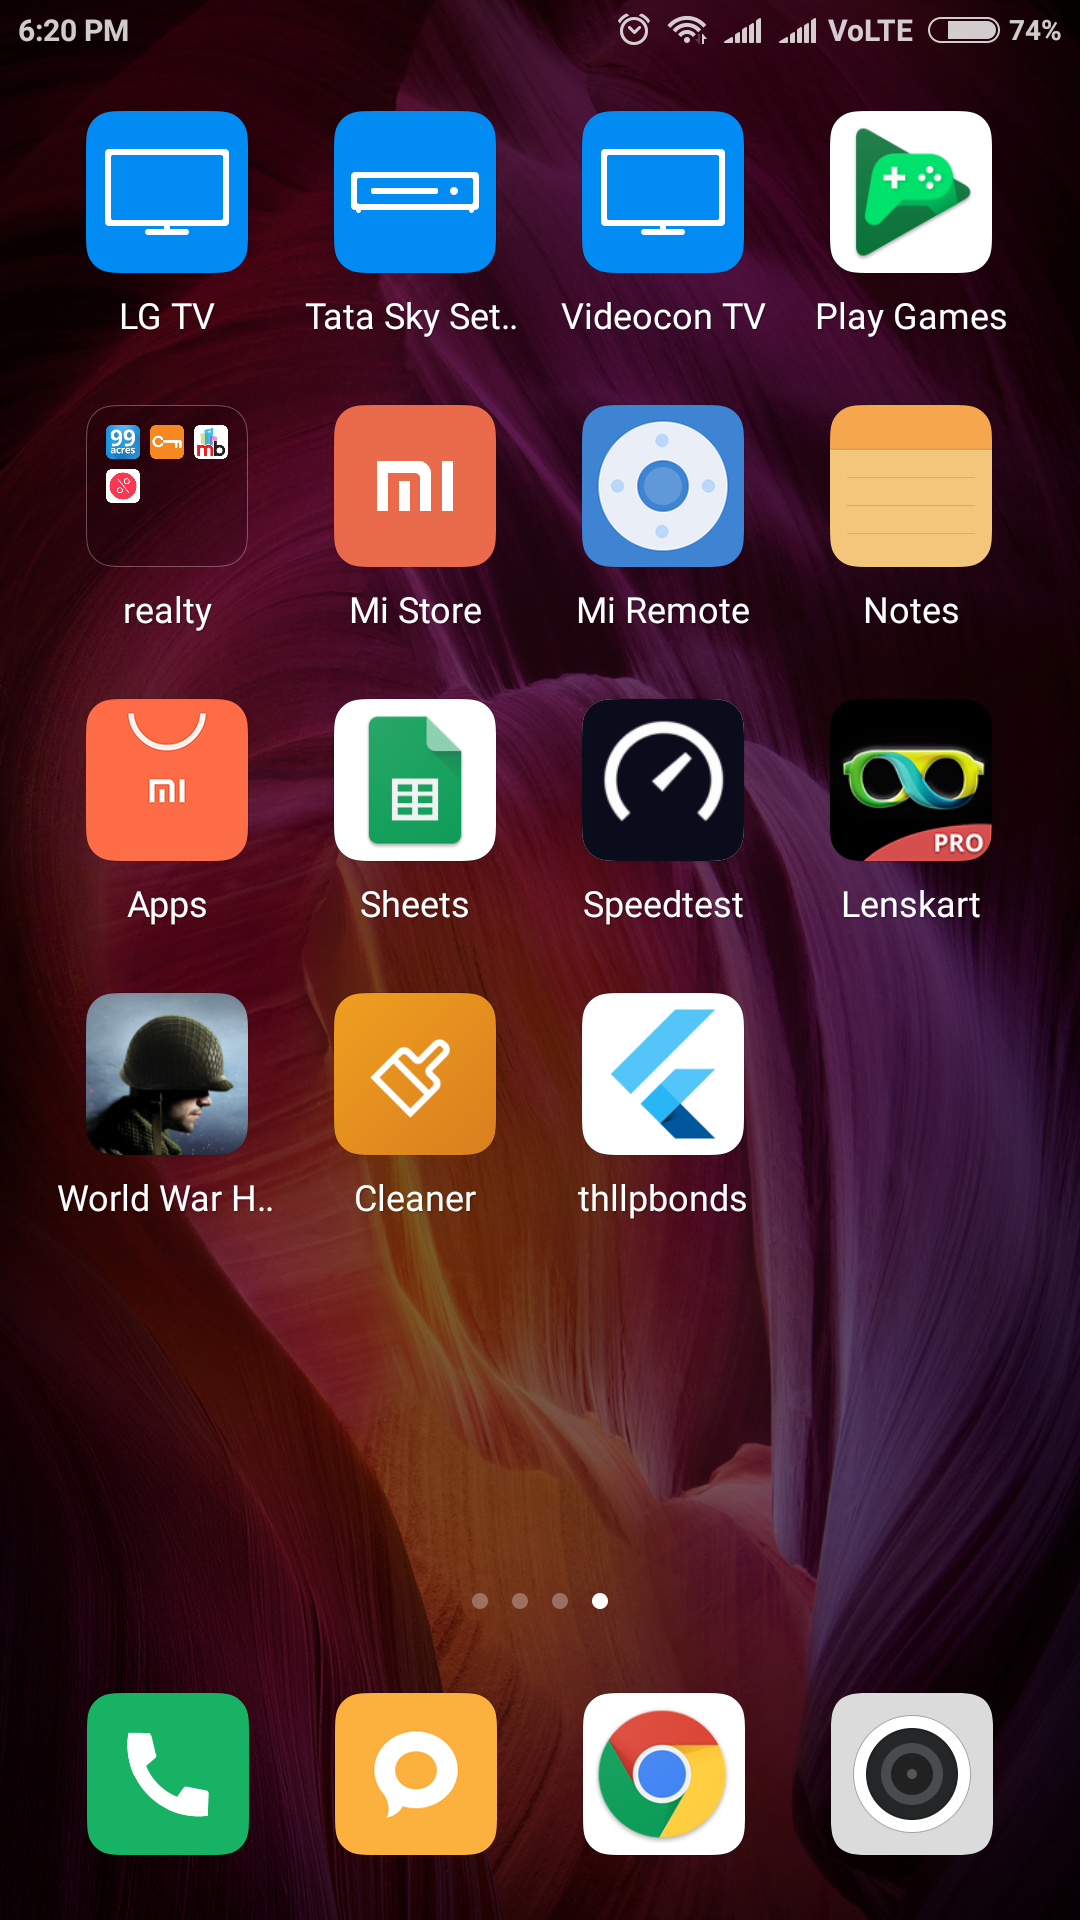 6:20 PM VoLTE 74%
LG TV Tata Sky Set.. Videocon TV Play Games
99 acres mb
realty Mi Store Mi Remote Notes
mi
PRO
Apps Sheets Speedtest Lenskart
World War H.. Cleaner thllpbonds